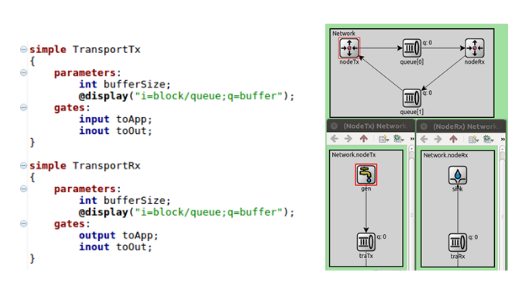 simple TransportTx
{
parameters:
int bufferSize;
@display("i=block/queue;q=buffer");
gates:
input toApp;
inout toOut;
}
simple TransportRx
{
parameters:
int bufferSize;
@display("i=block/queue;q=buffer");
gates:
output toApp;
inout toOut;
}
Network
q: 0
nodeTx
queue[0]
nodeRx
q: 0
queue[1]
(NodeTx) Network
(NodeRx) Network.
Network.nodeTx
gen
q: 0
traTx
Network.nodeRx
sink
q: 0
traRx